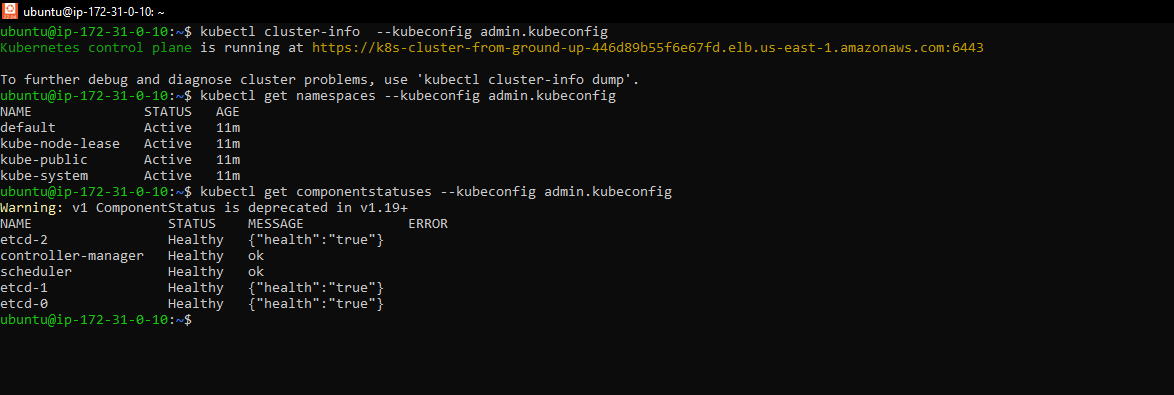 ubuntu@ip-172-31-0-10: ~
ubuntu@ip-172-31-0-10:~$ kubectl cluster-info  --kubeconfig admin.kubeconfig
Kubernetes control plane is running at https://k8s-cluster-from-ground-up-446d89b55f6e67fd.elb.us-east-1.amazonaws.com:6443

To further debug and diagnose cluster problems, use 'kubectl cluster-info dump'.
ubuntu@ip-172-31-0-10:~$ kubectl get namespaces --kubeconfig admin.kubeconfig
NAME              STATUS   AGE
default           Active   11m
kube-node-lease   Active   11m
kube-public       Active   11m
kube-system       Active   11m
ubuntu@ip-172-31-0-10:~$ kubectl get componentstatuses --kubeconfig admin.kubeconfig
Warning: v1 ComponentStatus is deprecated in v1.19+
NAME                 STATUS    MESSAGE             ERROR
etcd-2               Healthy   {"health":"true"}
controller-manager   Healthy   ok
scheduler            Healthy   ok
etcd-1               Healthy   {"health":"true"}
etcd-0               Healthy   {"health":"true"}
ubuntu@ip-172-31-0-10:~$